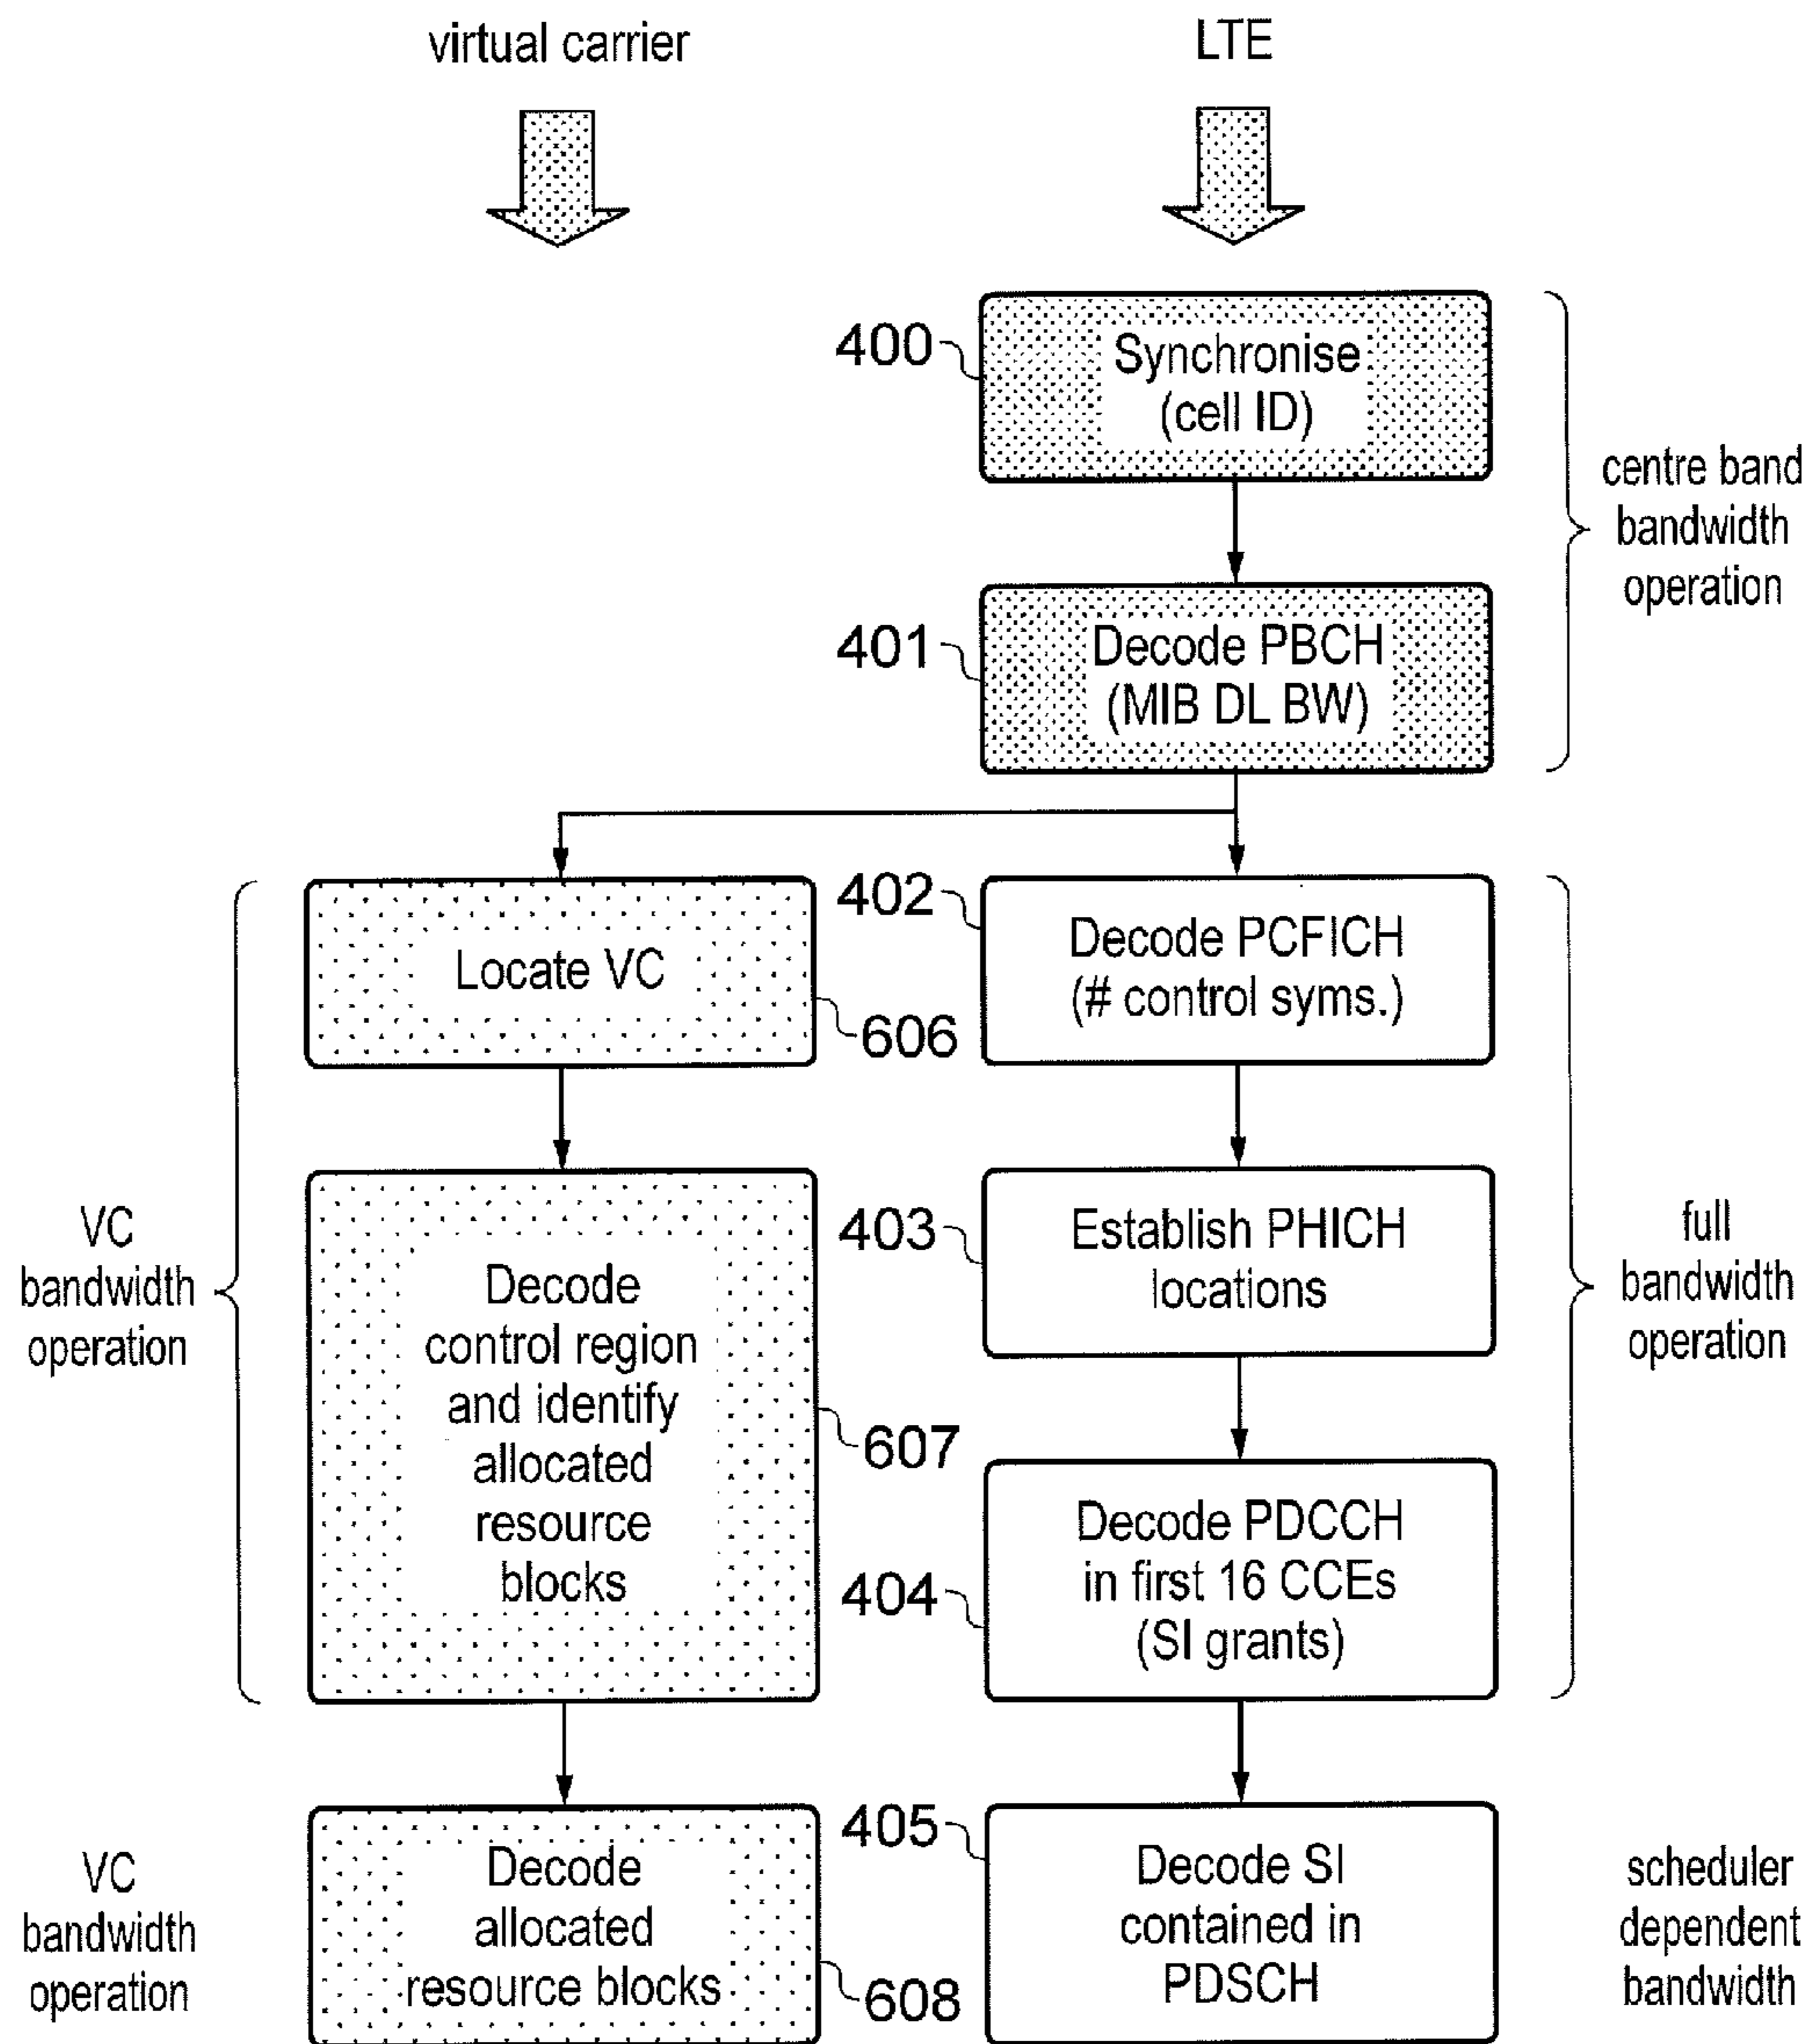 virtual carrier
LTE
400
Synchronise
(cell ID)
centre band
bandwidth
operation
401
Decode PBCH
(MIB DL BW)
Locate VC
606
402
Decode PCFICH
(# control syms.)
VC
bandwidth
operation
Decode
control region
and identify
allocated
resource
blocks
607
403
Establish PHICH
locations
full
bandwidth
operation
404
Decode PDCCH
in first 16 CCEs
(SI grants)
VC
bandwidth
operation
Decode
allocated
resource blocks
608
405
Decode SI
contained in
PDSCH
scheduler
dependent
bandwidth